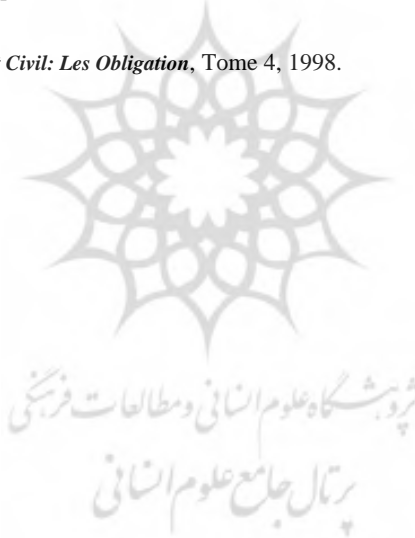 Civil: Les Obligation, Tome 4, 1998.
پژوهشگاه علوم انسانی و مطالعات فرهنگی
پرتال جامع علوم انسانی